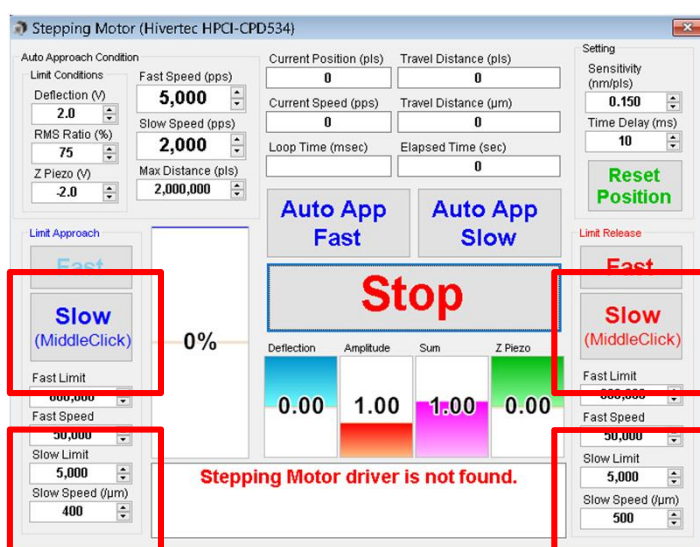 Stepping Motor (Hivertec HPCI-CPD534)
Auto Approach Condition
Limit Conditions
Deflection (V)
2.0
RMS Ratio (%)
75
Z Piezo (V)
-2.0
Fast Speed (pps)
5,000
Slow Speed (pps)
2,000
Max Distance (pls)
2,000,000
Current Position (pls)
0
Travel Distance (pls)
0
Current Speed (pps)
0
Travel Distance (μm)
0
Loop Time (msec)
Elapsed Time (sec)
0
Setting
Sensitivity
(nm/pls)
0.150
Time Delay (ms)
10
Reset
Position
Auto App
Fast
Auto App
Slow
Stop
Limit Approach
Fast
Slow
(MiddleClick)
Fast Limit
Fast Speed
50,000
Slow Limit
5,000
Slow Speed (/μm)
400
0%
Deflection
0.00
Amplitude
1.00
Sum
1.00
Z Piezo
0.00
Stepping Motor driver is not found.
Limit Release
Fast
Slow
(MiddleClick)
Fast Limit
Fast Speed
50,000
Slow Limit
5,000
Slow Speed (/μm)
500